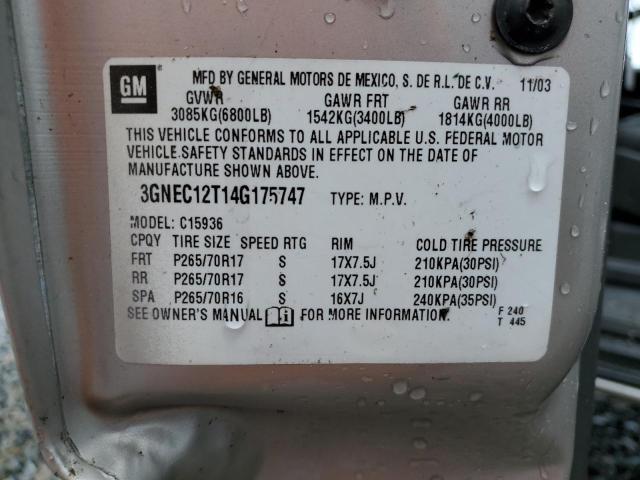 GM MFD BY GENERAL MOTORS DE MEXICO, S. DE R.L. DE C.V. 11/03
GVWR GAWR FRT GAWR RR
3085KG(6800LB) 1542KG(3400LB) 1814KG(4000LB)
THIS VEHICLE CONFORMS TO ALL APPLICABLE U.S. FEDERAL MOTOR
VEHICLE.SAFETY STANDARDS IN EFFECT ON THE DATE OF
MANUFACTURE SHOWN ABOVE.
3GNEC12T14G175747 TYPE: M.P.V.
MODEL: C15936
CPQY TIRE SIZE SPEED RTG RIM COLD TIRE PRESSURE
FRT P265/70R17 S 17X7.5J 210KPA(30PSI)
RR P265/70R17 S 17X7.5J 210KPA(30PSI)
SPA P265/70R16 S 16X7J 240KPA(35PSI)
SEE OWNER'S MANUAL i FOR MORE INFORMATION. F 240
T 445